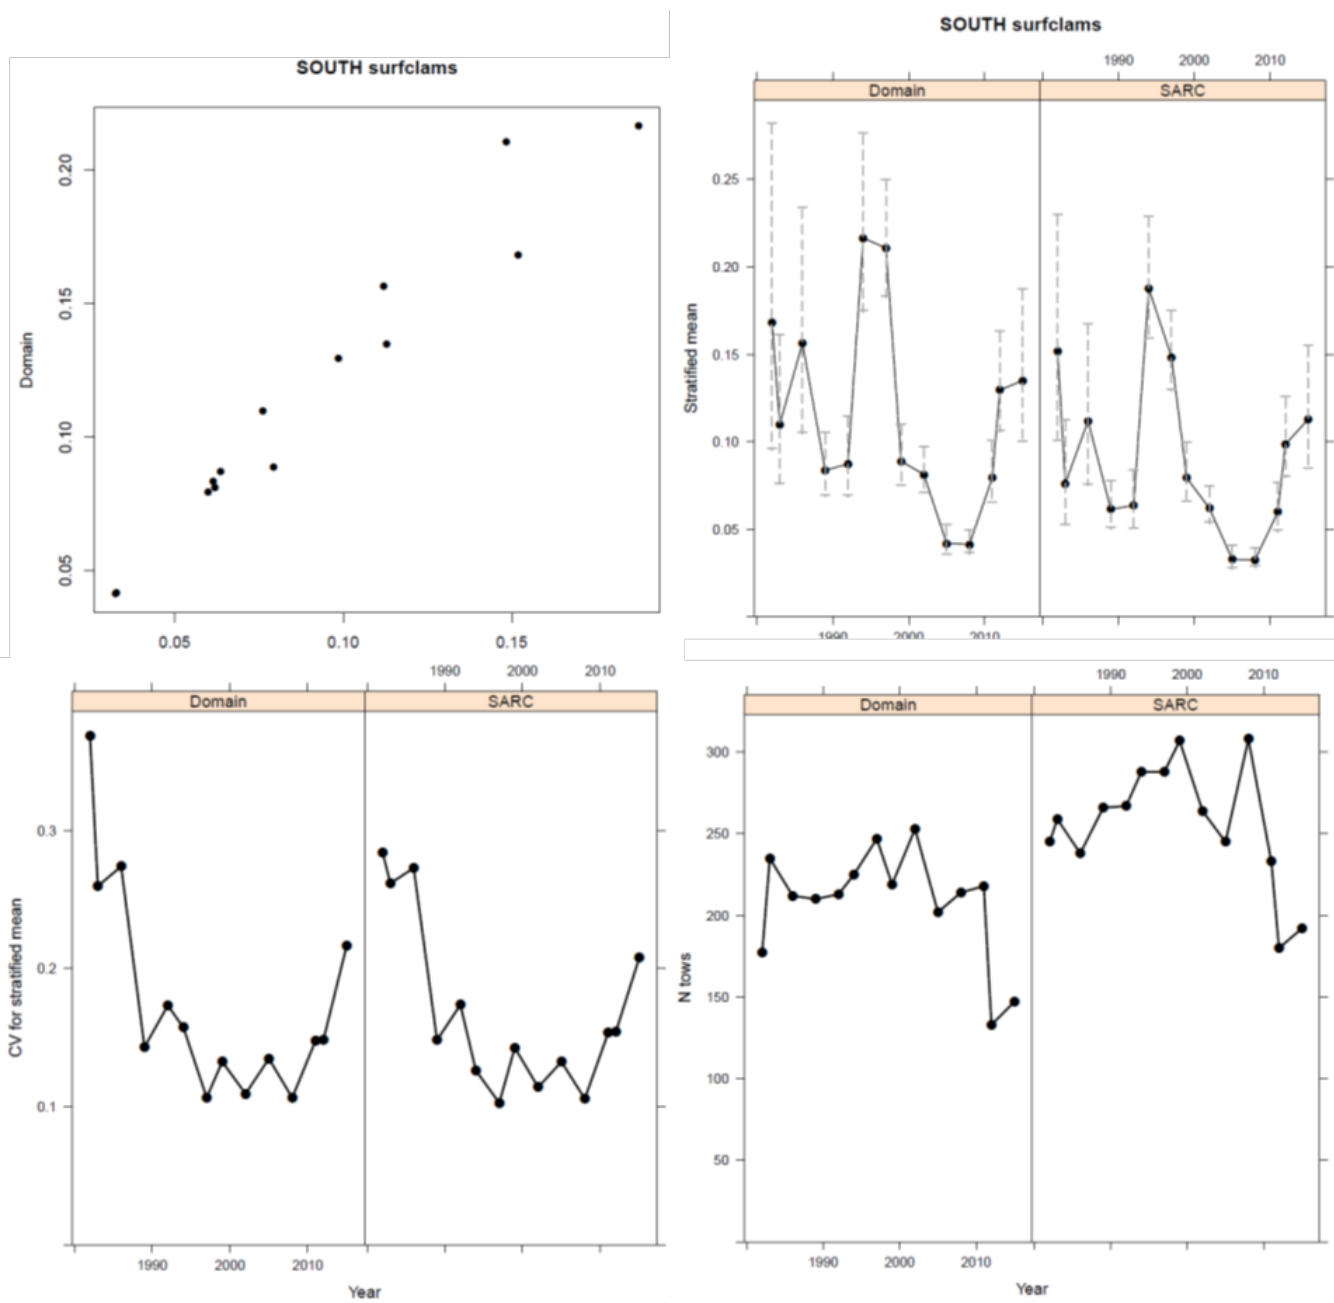 SOUTH surfclams
Domain
0.20
0.15
0.10
0.05
0.05
0.10
0.15
SOUTH surfclams
1990
2000
2010
Domain
SARC
Stratified mean
0.25
0.20
0.15
0.10
0.05
1990
2000
2010
1990
2000
2010
Domain
SARC
CV for stratified mean
0.3
0.2
0.1
1990
2000
2010
Year
1990
2000
2010
Domain
SARC
N tows
300
250
200
150
100
50
1990
2000
2010
Year